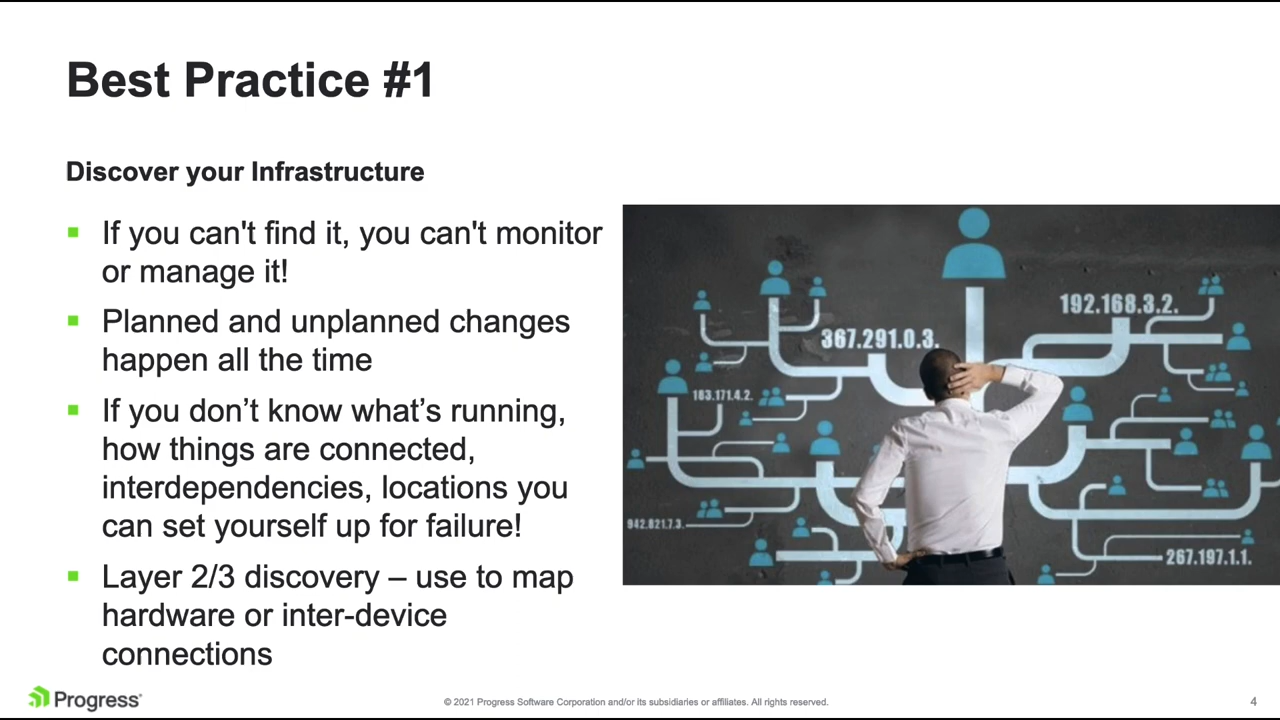 Best Practice #1
Discover your Infrastructure
If you can't find it, you can't monitor
or manage it!
Planned and unplanned changes
happen all the time
If you don’t know what’s running,
how things are connected,
interdependencies, locations you
can set yourself up for failure!
Layer 2/3 discovery – use to map
hardware or inter-device
connections
192.168.3.2.
367.291.0.3.
163.171.4.2.
942.821.7.3.
267.197.1.1.
Progress
© 2021 Progress Software Corporation and/or its subsidiaries or affiliates. All rights reserved.
4